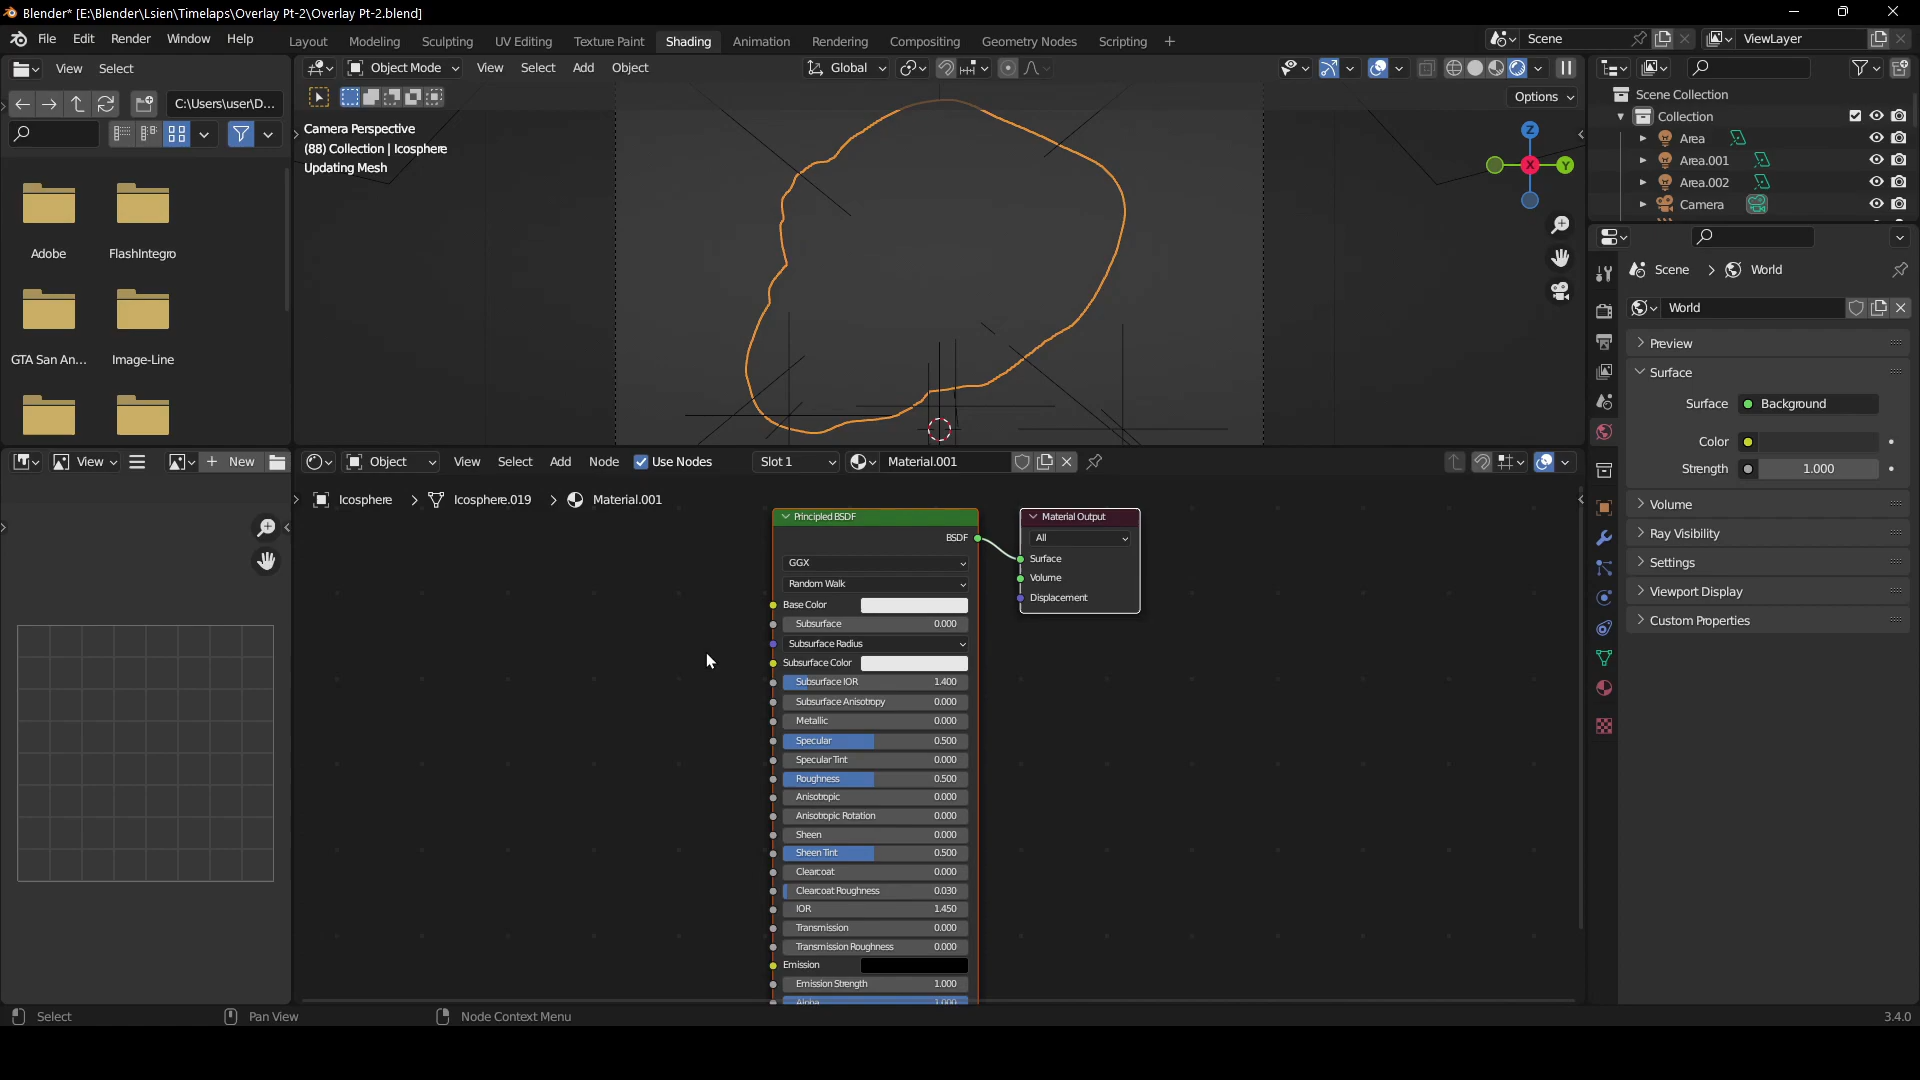 Blender* [E:\Blender\Lsien\Timelaps\Overlay Pt-2\Overlay Pt-2.blend]
File Edit Render Window Help Layout Modeling Sculpting UV Editing Texture Paint Shading Animation Rendering Compositing Geometry Nodes Scripting + Scene ViewLayer
View Select Object Mode View Select Add Object Global
C:\Users\user\D...
Options
Camera Perspective
(88) Collection | Icosphere
Updating Mesh
Z
Y
X
Adobe FlashIntegro
GTA San An... Image-Line
Scene Collection
Collection
Area
Area.001
Area.002
Camera
Scene > World
World
Preview
Surface
Surface Background
Color
Strength 1.000
Volume
Ray Visibility
Settings
Viewport Display
Custom Properties
View + New Object View Select Add Node Use Nodes Slot 1 Material.001
Icosphere > Icosphere.019 > Material.001
Principled BSDF
BSDF
GGX
Random Walk
Base Color
Subsurface 0.000
Subsurface Radius
Subsurface Color
Subsurface IOR 1.400
Subsurface Anisotropy 0.000
Metallic 0.000
Specular 0.500
Specular Tint 0.000
Roughness 0.500
Anisotropic 0.000
Anisotropic Rotation 0.000
Sheen 0.000
Sheen Tint 0.500
Clearcoat 0.000
Clearcoat Roughness 0.030
IOR 1.450
Transmission 0.000
Transmission Roughness 0.000
Emission
Emission Strength 1.000
Alpha 1.000
Material Output
All
Surface
Volume
Displacement
Select Pan View Node Context Menu 3.4.0